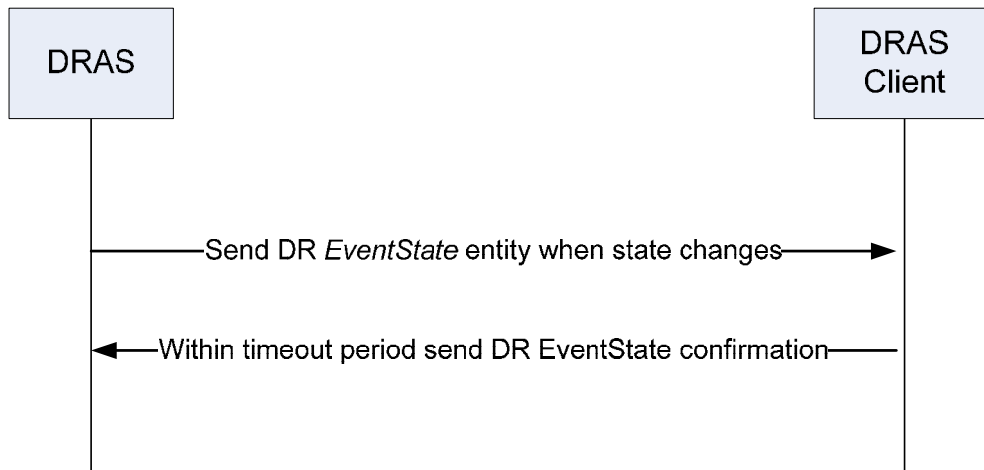 DRAS
DRAS
Client
Send DR EventState entity when state changes
Within timeout period send DR EventState confirmation